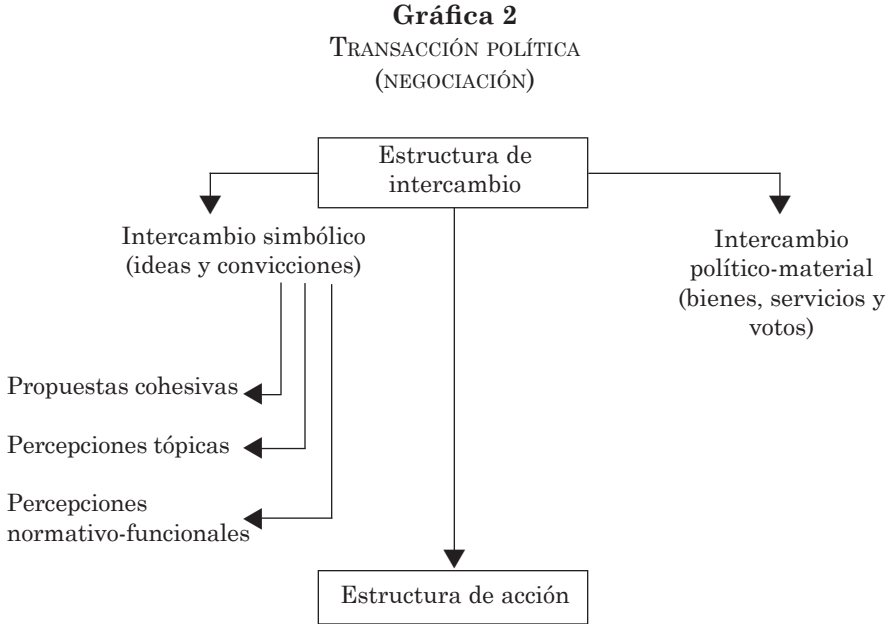 Gráfica 2
TRANSACCIÓN POLÍTICA
(NEGOCIACIÓN)
Estructura de
intercambio
Intercambio simbólico
(ideas y convicciones)
Intercambio
político-material
(bienes, servicios y
votos)
Propuestas cohesivas
Percepciones tópicas
Percepciones
normativo-funcionales
Estructura de acción